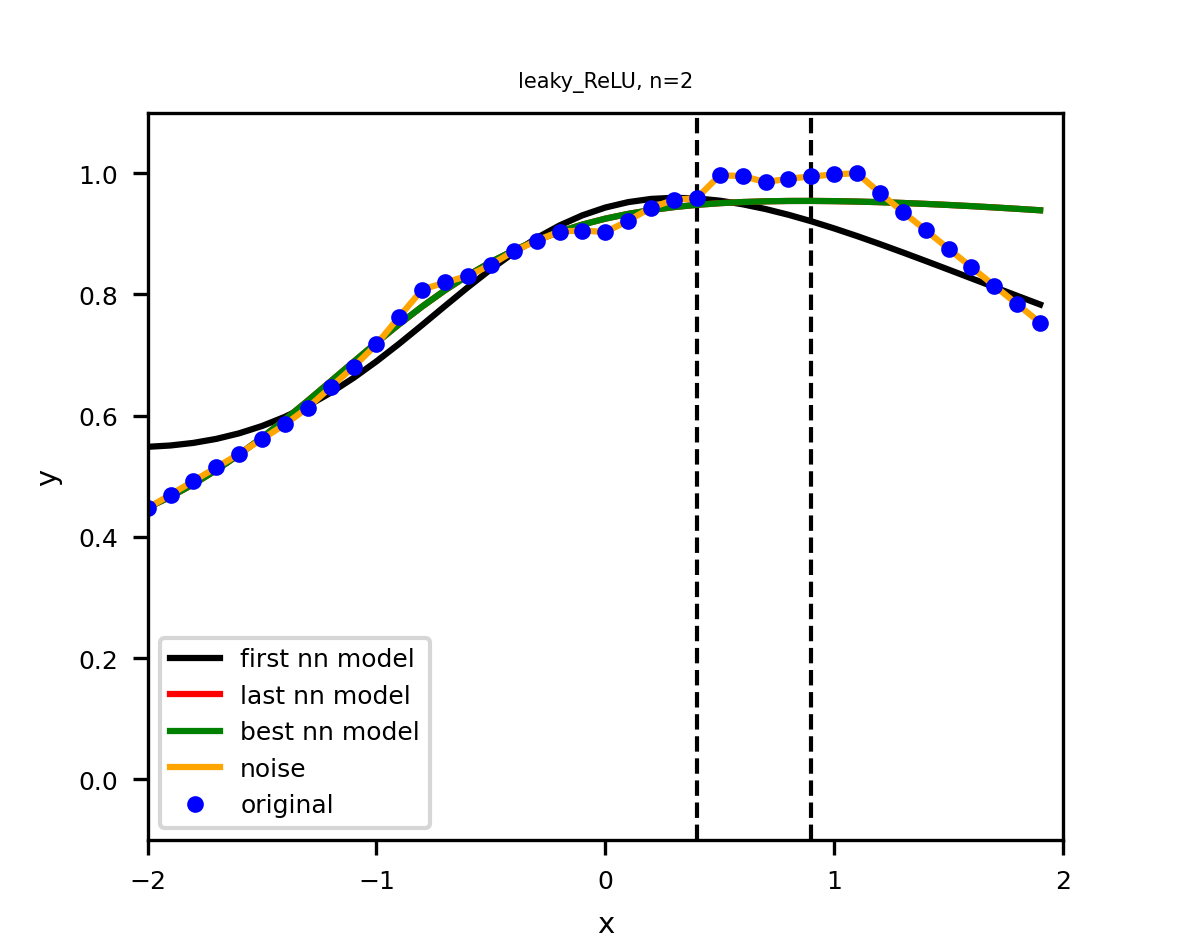 leaky_ReLU, n=2
1.0
0.8
0.6
0.4
0.2
0.0
y
first nn model
last nn model
best nn model
noise
original
−2
−1
0
1
2
x